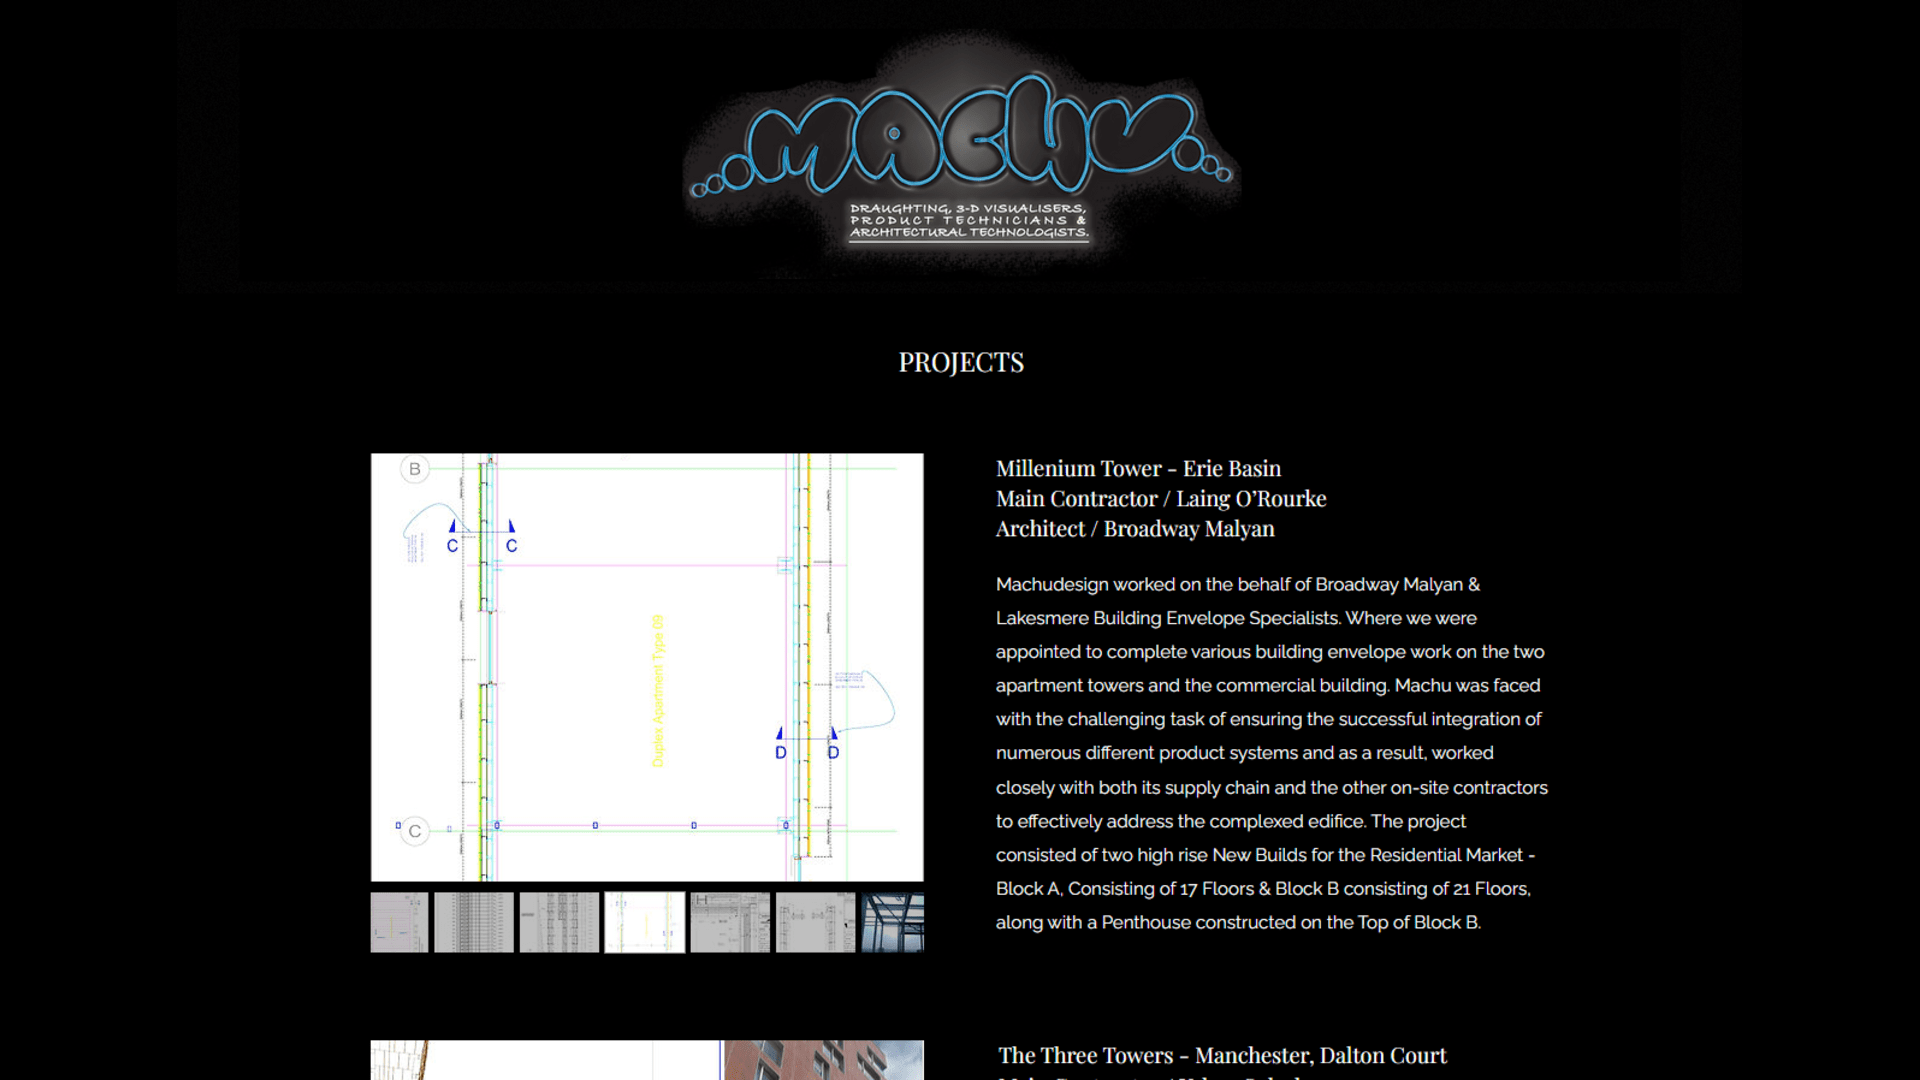 MACHU
DRAUGHTING, 3-D VISUALISERS,
PRODUCT TECHNICIANS &
ARCHITECTURAL TECHNOLOGISTS.
PROJECTS
B
C C
Duplex Apartment Type 09
D D
C
H
Millenium Tower - Erie Basin
Main Contractor / Laing O’Rourke
Architect / Broadway Malyan
Machudesign worked on the behalf of Broadway Malyan &
Lakesmere Building Envelope Specialists. Where we were
appointed to complete various building envelope work on the two
apartment towers and the commercial building. Machu was faced
with the challenging task of ensuring the successful integration of
numerous different product systems and as a result, worked
closely with both its supply chain and the other on-site contractors
to effectively address the complexed edifice. The project
consisted of two high rise New Builds for the Residential Market -
Block A, Consisting of 17 Floors & Block B consisting of 21 Floors,
along with a Penthouse constructed on the Top of Block B.
The Three Towers - Manchester, Dalton Court